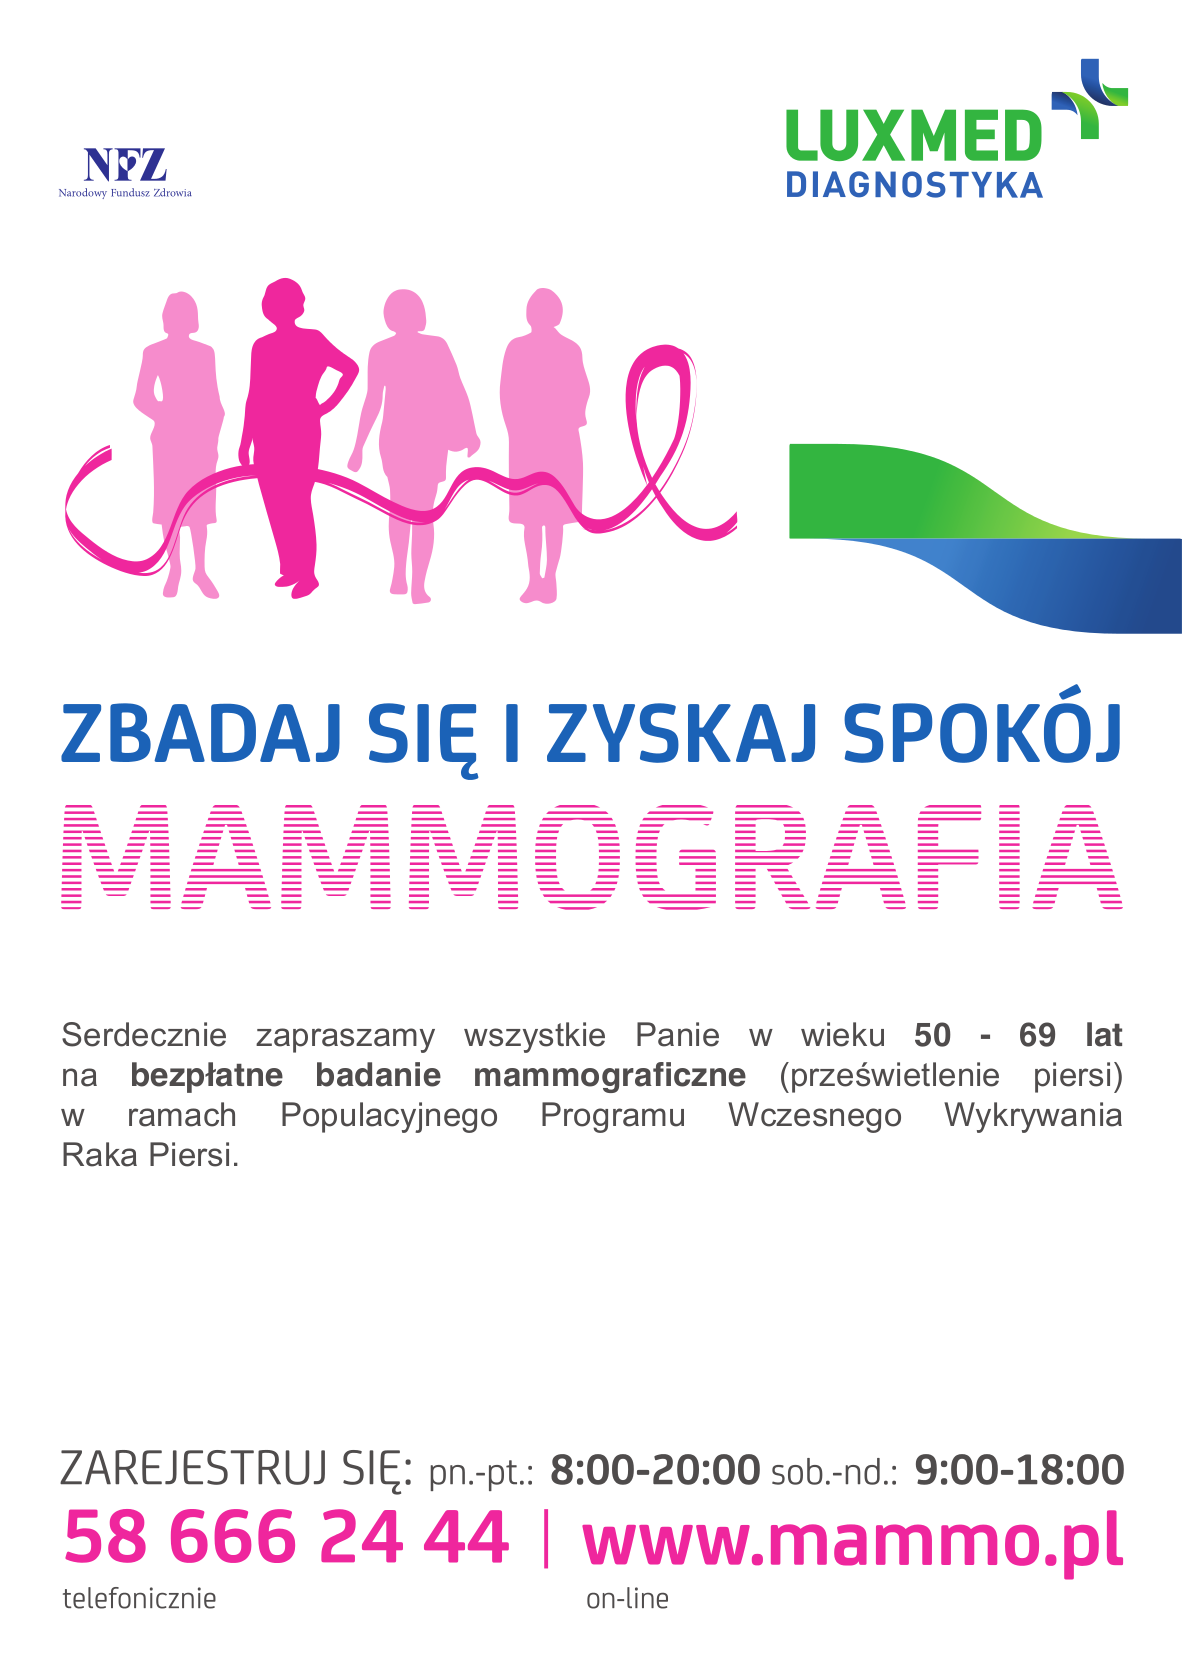 NFZ
Narodowy Fundusz Zdrowia
LUXMED
DIAGNOSTYKA
ZBADAJ SIĘ I ZYSKAJ SPOKÓJ
MAMMOGRAFIA
Serdecznie zapraszamy wszystkie Panie w wieku 50 - 69 lat
na bezpłatne badanie mammograficzne (prześwietlenie piersi)
w ramach Populacyjnego Programu Wczesnego Wykrywania
Raka Piersi.
ZAREJESTRUJ SIĘ: pn.-pt.: 8:00-20:00 sob.-nd.: 9:00-18:00
58 666 24 44 | www.mammo.pl
telefonicznie on-line